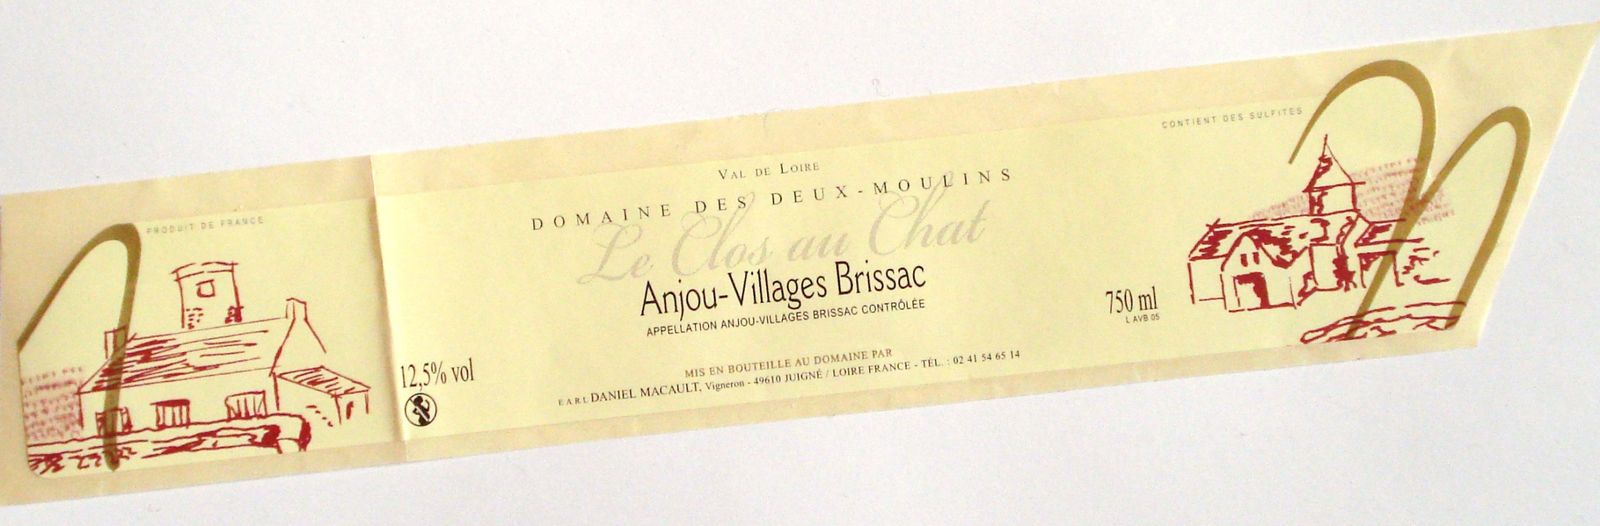 PRODUIT DE FRANCE
12,5% vol
VAL DE LOIRE
DOMAINE DES DEUX-MOULINS
Le Clos au Chat
Anjou-Villages Brissac
APPELLATION ANJOU-VILLAGES BRISSAC CONTRÔLÉE
MIS EN BOUTEILLE AU DOMAINE PAR
EARL DANIEL MACAULT, Vigneron - 49610 JUIGNÉ / LOIRE FRANCE - TÉL. : 02 41 54 65 14
750 ml
L AVB 05
CONTIENT DES SULFITES